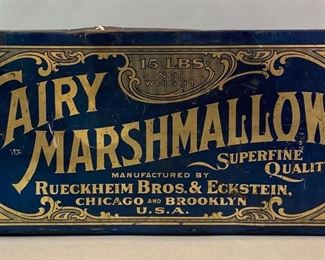 15 LBS.
NET
WEIGHT
AIRY
MARSHMALLOW
SUPERFINE
QUALIT
MANUFACTURED BY
RUECKHEIM BROS. & ECKSTEIN,
CHICAGO AND BROOKLYN
U.S.A.